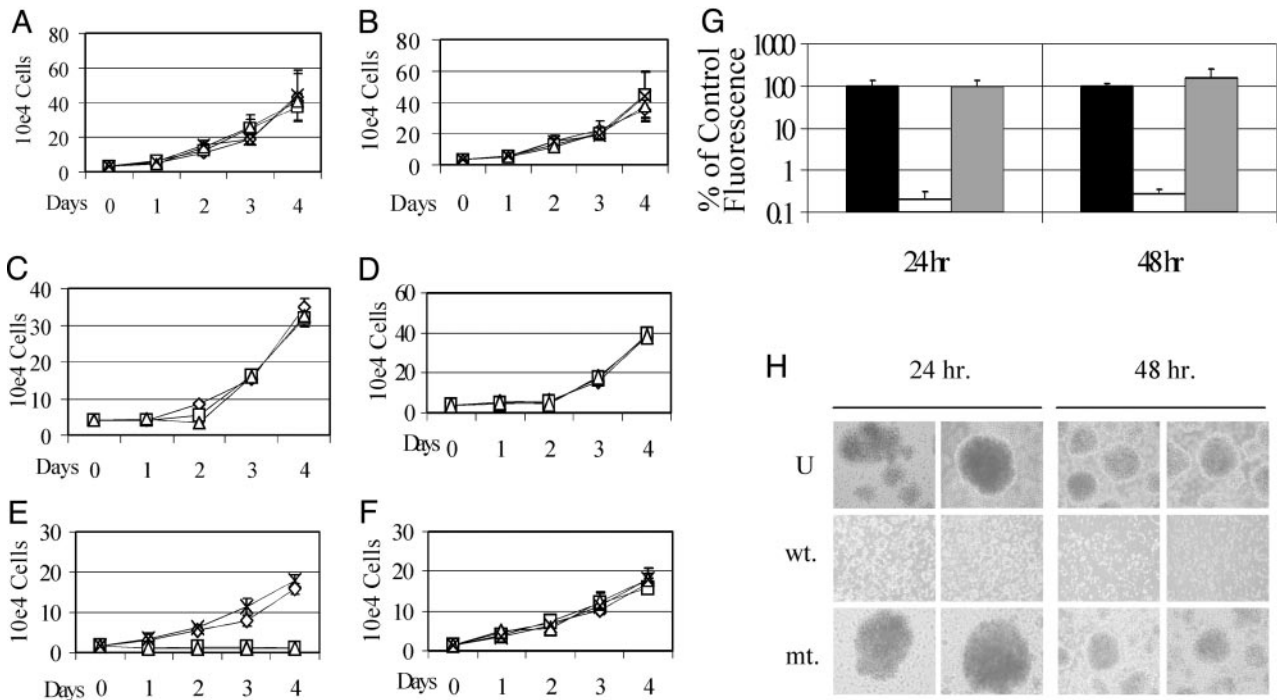 A
10e4 Cells
80
60
40
20
0
Days 0 1 2 3 4
B
10e4 Cells
80
60
40
20
0
Days 0 1 2 3 4
G
% of Control
Fluorescence
1000
100
10
1
0.1
24hr 48hr
C
10e4 Cells
40
30
20
10
0
Days 0 1 2 3 4
D
10e4 Cells
60
40
20
0
Days 0 1 2 3 4
E
10e4 Cells
30
20
10
0
Days 0 1 2 3 4
F
10e4 Cells
30
20
10
0
Days 0 1 2 3 4
H
24 hr. 48 hr.
U
wt.
mt.